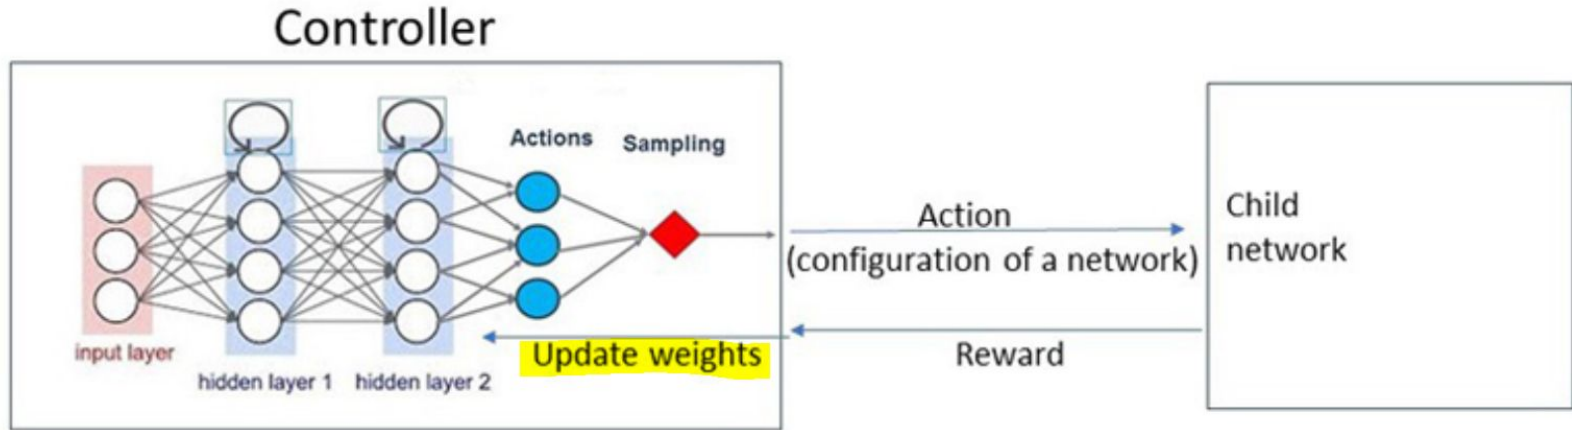 Controller
Actions
Sampling
input layer
hidden layer 1
hidden layer 2
Update weights
Action
(configuration of a network)
Reward
Child
network